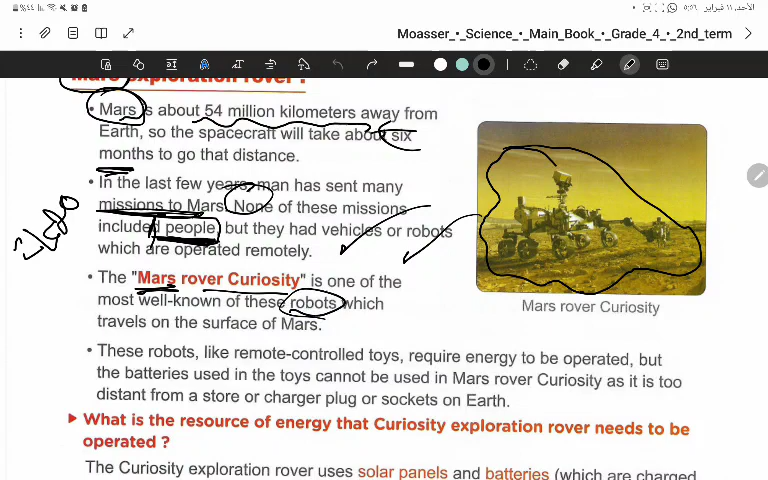 الأحد، ١١ فبراير ٥:٥٦
Moasser_•_Science_•_Main_Book_•_Grade_4_•_2nd_term
Mars exploration rover :
• Mars is about 54 million kilometers away from
Earth, so the spacecraft will take about six
months to go that distance.
• In the last few years man has sent many
missions to Mars. None of these missions
included people, but they had vehicles or robots
which are operated remotely.
• The "Mars rover Curiosity" is one of the
most well-known of these robots which
travels on the surface of Mars.
Mars rover Curiosity
• These robots, like remote-controlled toys, require energy to be operated, but
the batteries used in the toys cannot be used in Mars rover Curiosity as it is too
distant from a store or charger plug or sockets on Earth.
What is the resource of energy that Curiosity exploration rover needs to be
operated ?
The Curiosity exploration rover uses solar panels and batteries (which are charged